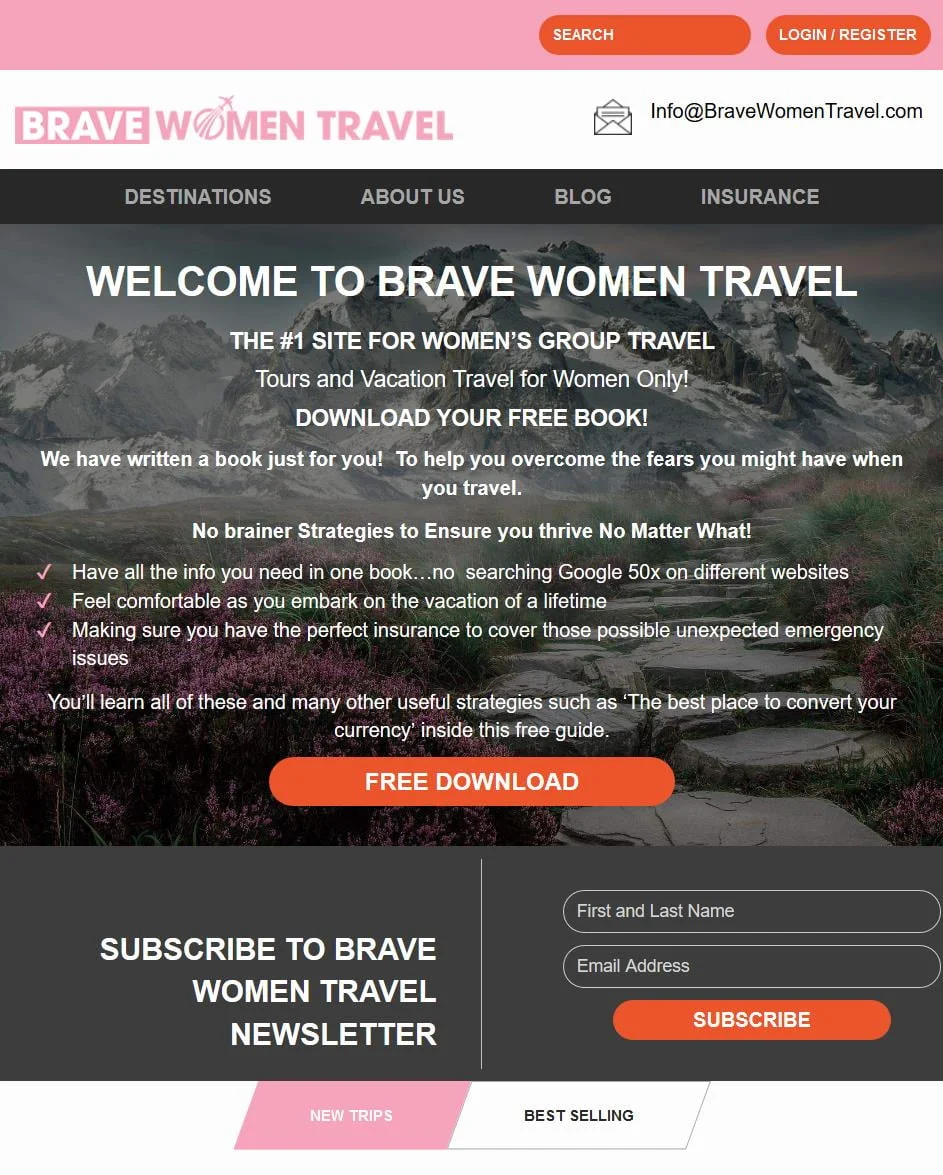 SEARCH
LOGIN / REGISTER
BRAVE WOMEN TRAVEL
Info@BraveWomenTravel.com
DESTINATIONS
ABOUT US
BLOG
INSURANCE
WELCOME TO BRAVE WOMEN TRAVEL
THE #1 SITE FOR WOMEN’S GROUP TRAVEL
Tours and Vacation Travel for Women Only!
DOWNLOAD YOUR FREE BOOK!
We have written a book just for you!  To help you overcome the fears you might have when
you travel.
No brainer Strategies to Ensure you thrive No Matter What!
Have all the info you need in one book…no  searching Google 50x on different websites
Feel comfortable as you embark on the vacation of a lifetime
Making sure you have the perfect insurance to cover those possible unexpected emergency
issues
You’ll learn all of these and many other useful strategies such as ‘The best place to convert your
currency’ inside this free guide.
FREE DOWNLOAD
SUBSCRIBE TO BRAVE
WOMEN TRAVEL
NEWSLETTER
First and Last Name
Email Address
SUBSCRIBE
NEW TRIPS
BEST SELLING